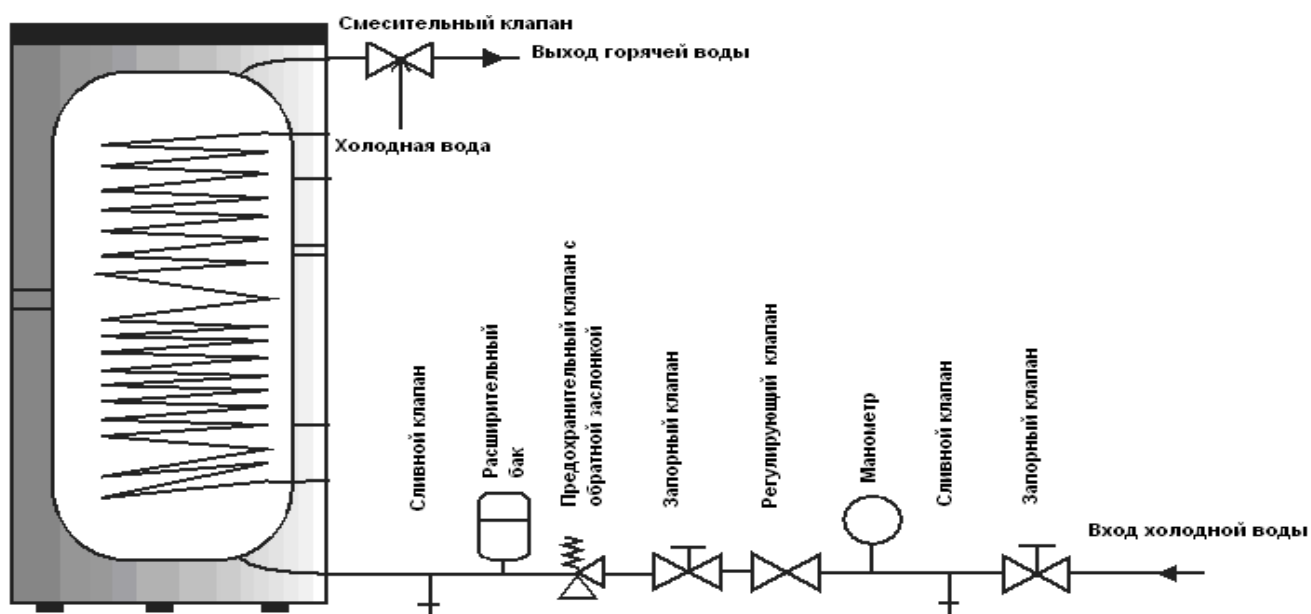 Смесительный клапан
Выход горячей воды
Холодная вода
Сливной клапан
Расширительный
бак
Предохранительный клапан с
обратной заслонкой
Запорный клапан
Регулирующий клапан
Манометр
Сливной клапан
Запорный клапан
Вход холодной воды